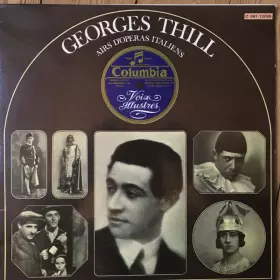 GEORGES THILL
AIRS D'OPERAS ITALIENS
Columbia
Voix
Illustres